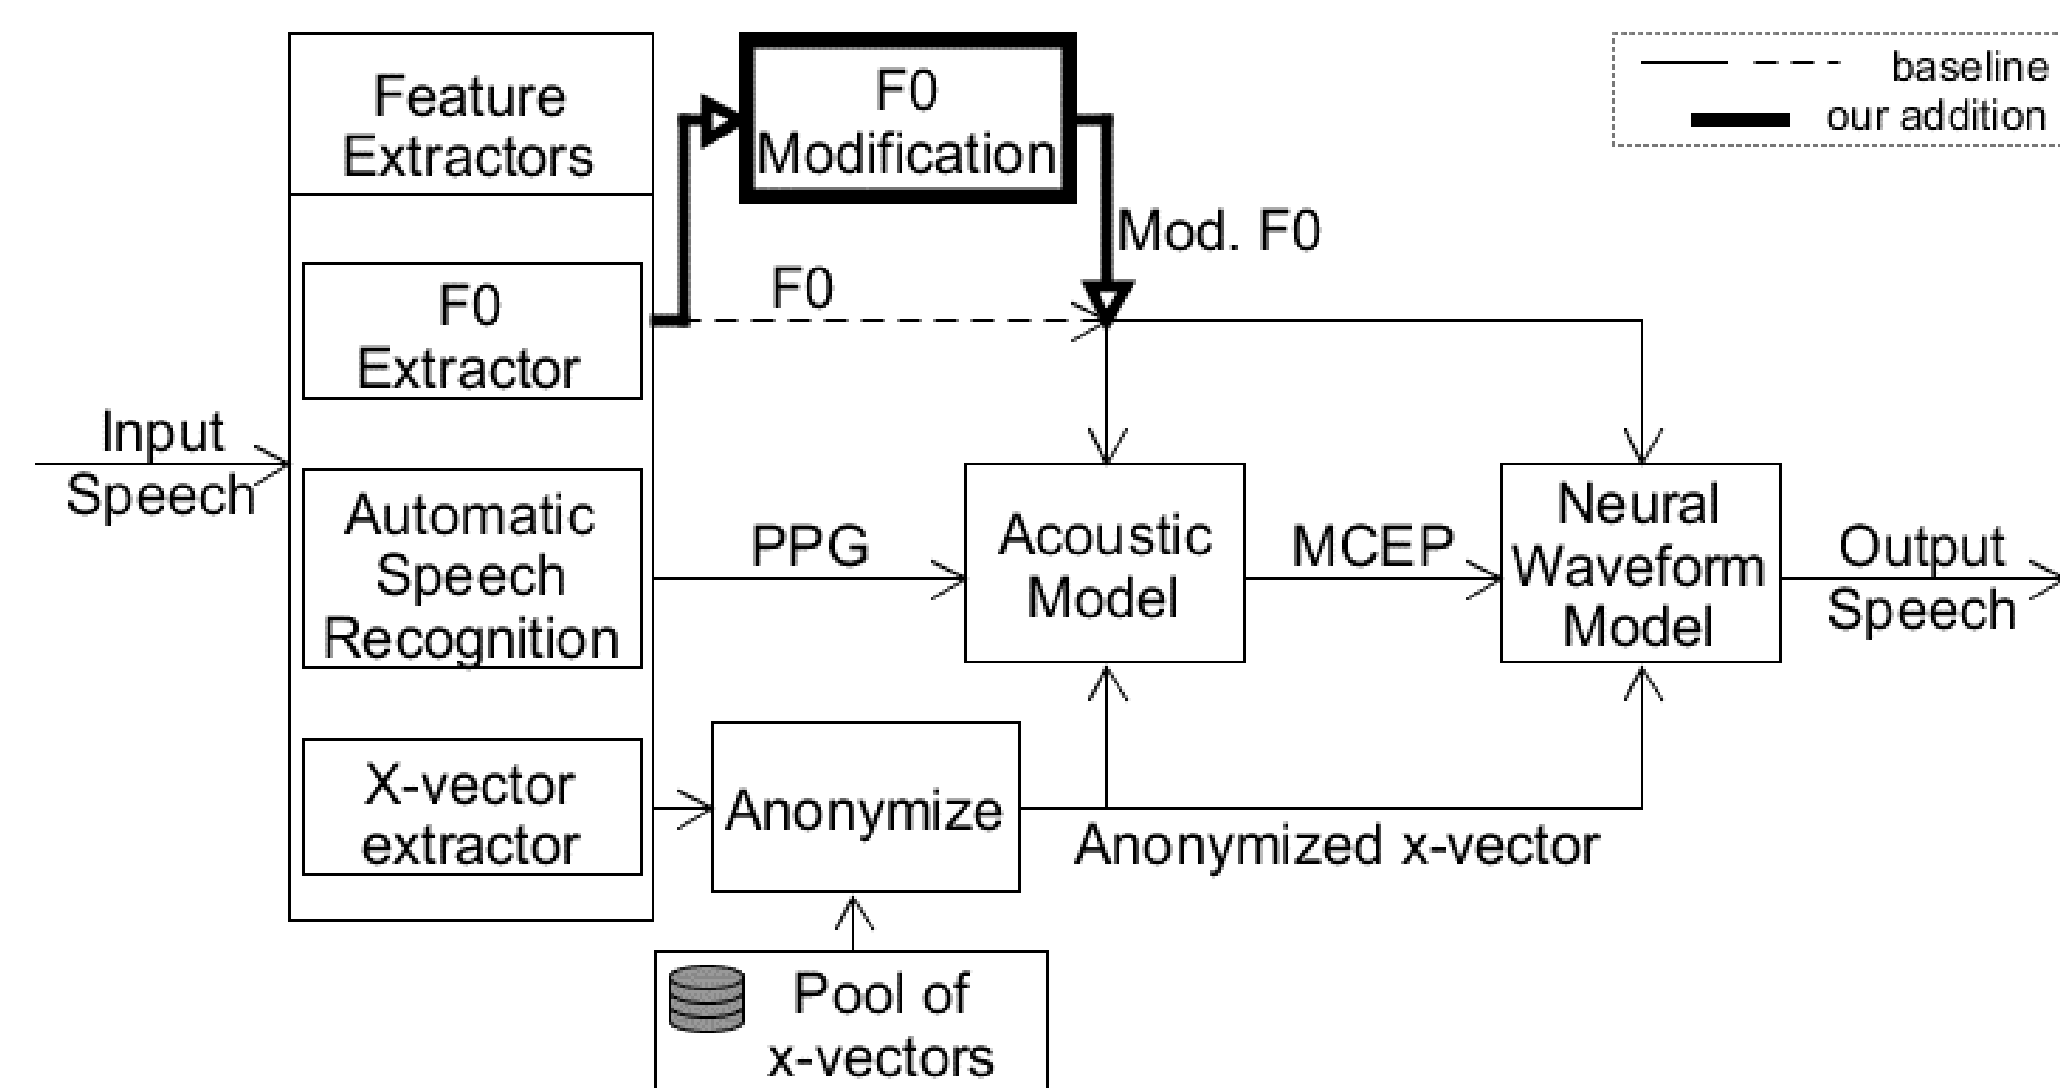 Feature
Extractors
F0
Modification
baseline
our addition
Mod. F0
F0
F0
Extractor
Input
Speech
Automatic
Speech
Recognition
PPG
Acoustic
Model
MCEP
Neural
Waveform
Model
Output
Speech
X-vector
extractor
Anonymize
Anonymized x-vector
Pool of
x-vectors